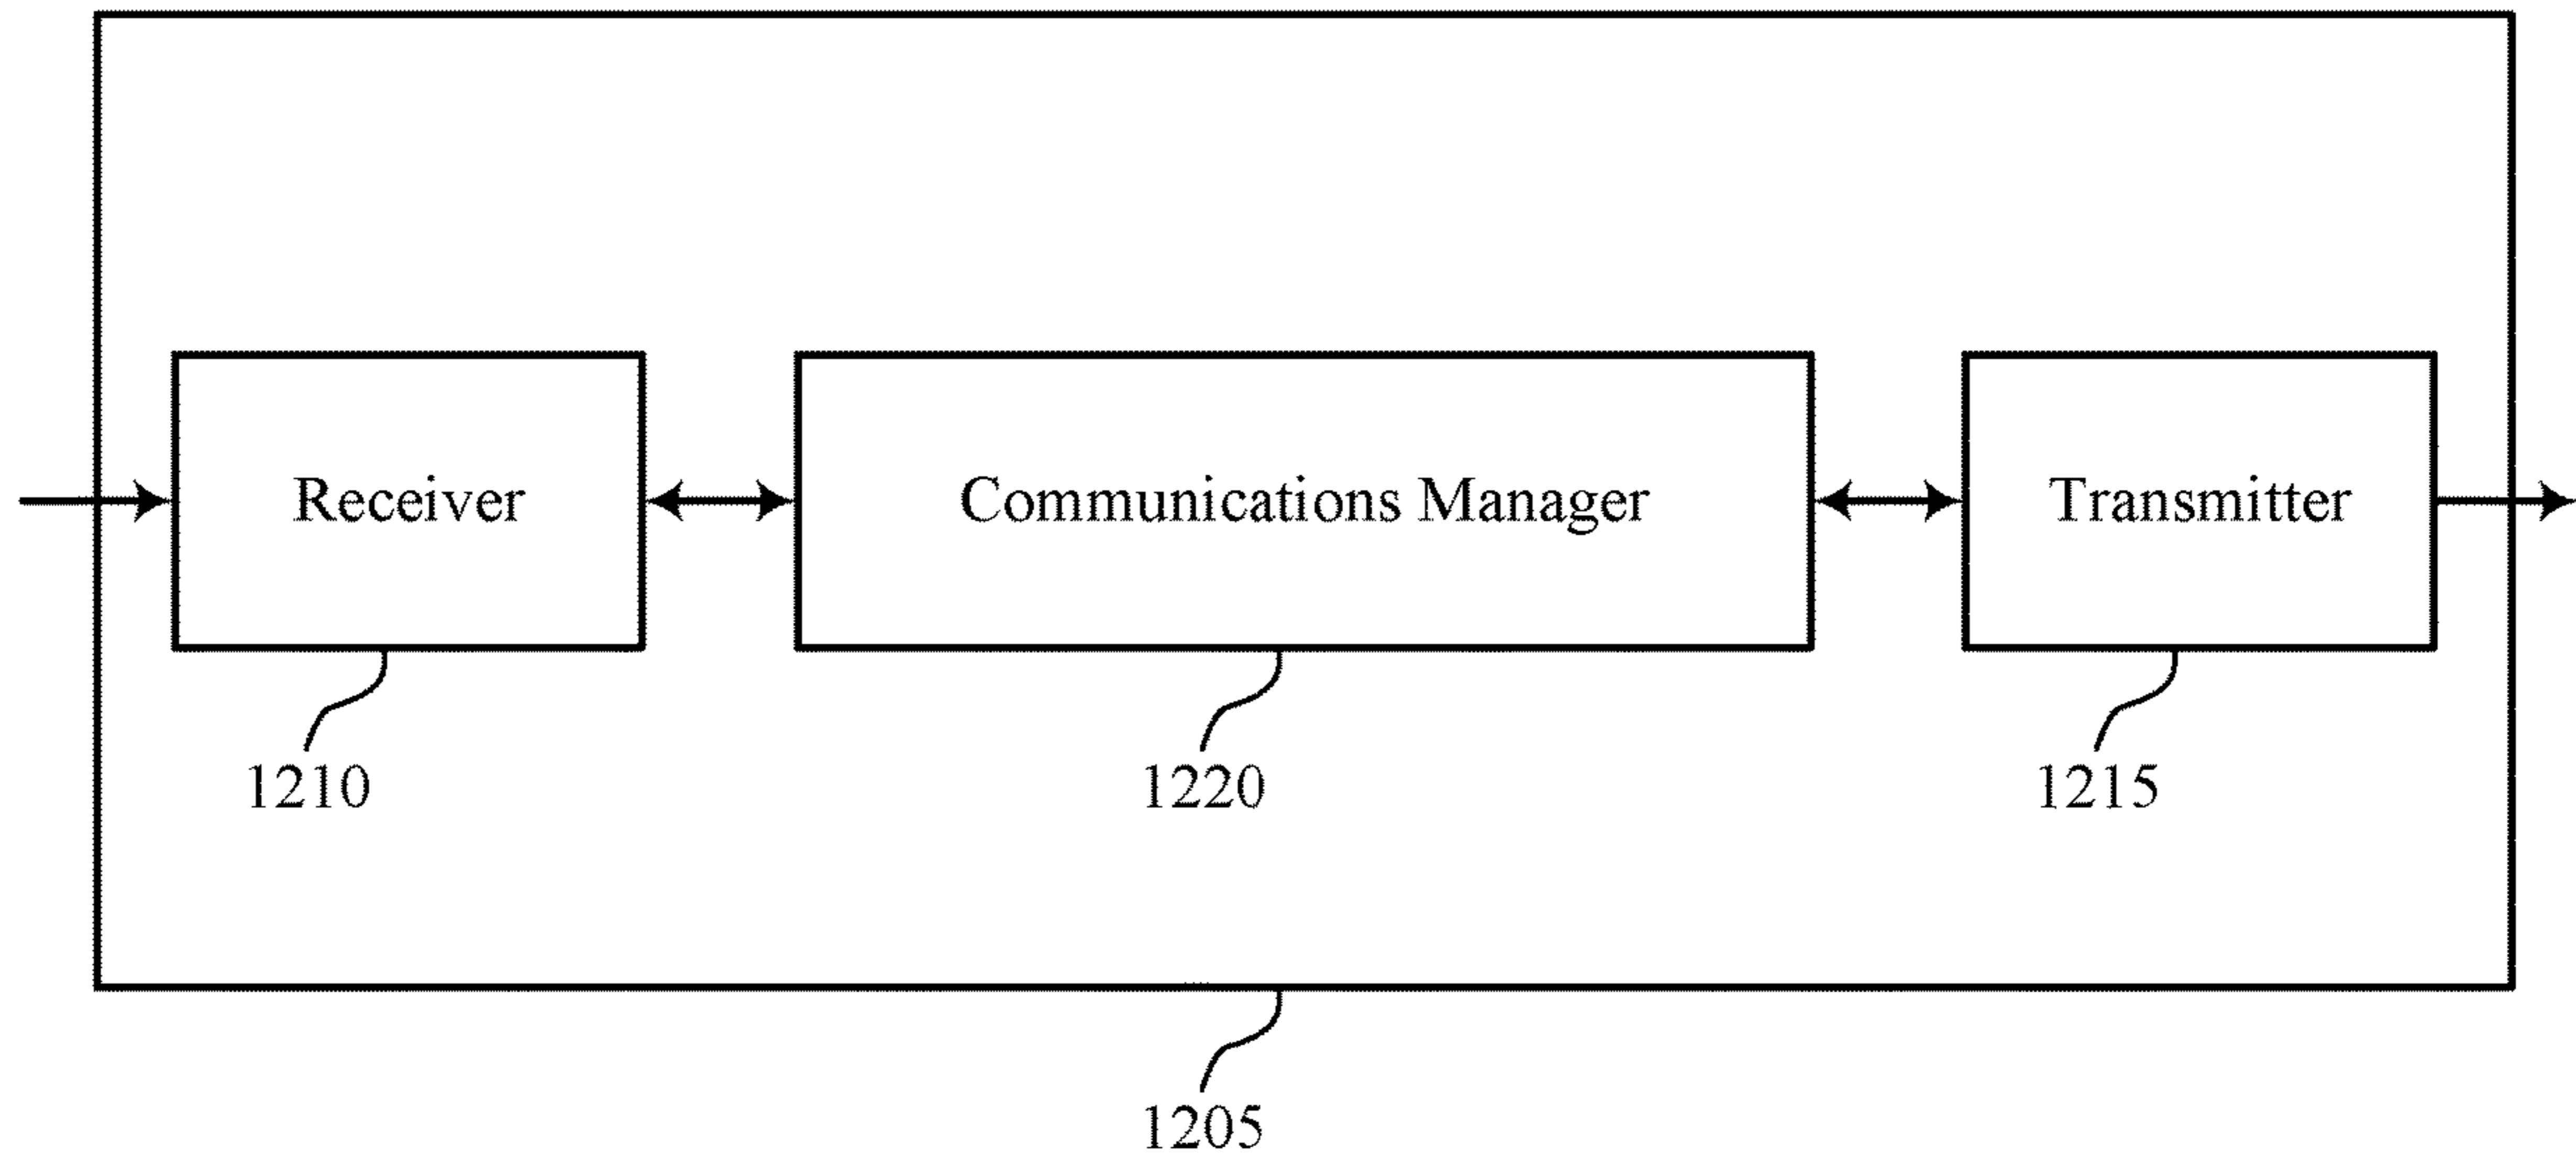 Receiver
Communications Manager
Transmitter
1210
1220
1215
1205